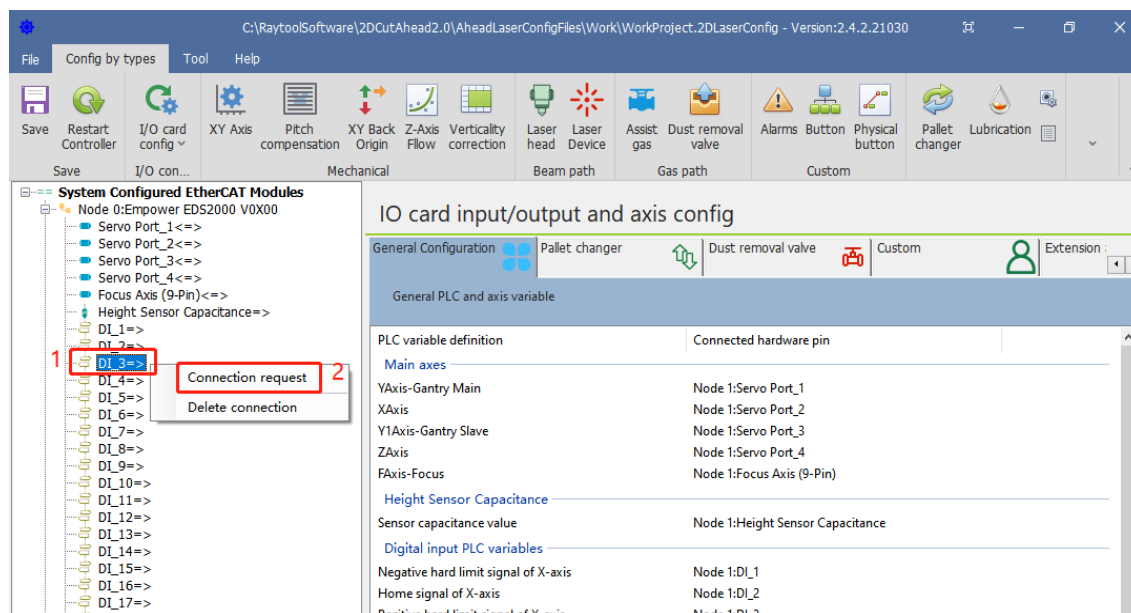 C:\RaytoolSoftware\2DCutAhead2.0\AheadLaserConfigFiles\Work\WorkProject.2DLaserConfig - Version:2.4.2.21030
File Config by types Tool Help
Save Restart Controller I/O card config XY Axis Pitch compensation XY Back Origin Z-Axis Fllow Verticality correction Laser head Laser Device Assist gas Dust removal valve Alarms Button Physical button Pallet changer Lubrication
Save I/O con... Mechanical Beam path Gas path Custom
System Configured EtherCAT Modules
Node 0:Empower EDS2000 V0X00
Servo Port_1<=>
Servo Port_2<=>
Servo Port_3<=>
Servo Port_4<=>
Focus Axis (9-Pin)<=>
Height Sensor Capacitance=>
DI_1=>
DI_2=>
1 DI_3=>
DI_4=>
DI_5=>
DI_6=>
DI_7=>
DI_8=>
DI_9=>
DI_10=>
DI_11=>
DI_12=>
DI_13=>
DI_14=>
DI_15=>
DI_16=>
DI_17=>
Connection request 2
Delete connection
IO card input/output and axis config
General Configuration Pallet changer Dust removal valve Custom Extension
General PLC and axis variable
PLC variable definition Connected hardware pin
Main axes
YAxis-Gantry Main Node 1:Servo Port_1
XAxis Node 1:Servo Port_2
Y1Axis-Gantry Slave Node 1:Servo Port_3
ZAxis Node 1:Servo Port_4
FAxis-Focus Node 1:Focus Axis (9-Pin)
Height Sensor Capacitance
Sensor capacitance value Node 1:Height Sensor Capacitance
Digital input PLC variables
Negative hard limit signal of X-axis Node 1:DI_1
Home signal of X-axis Node 1:DI_2